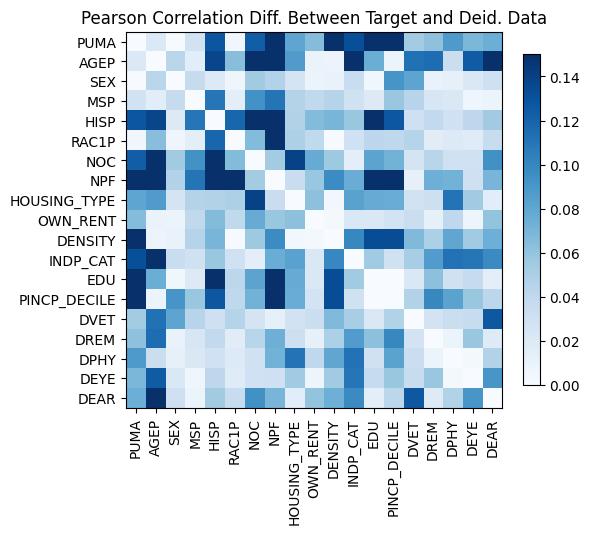 Pearson Correlation Diff. Between Target and Deid. Data
PUMA
AGEP
SEX
MSP
HISP
RAC1P
NOC
NPF
HOUSING_TYPE
OWN_RENT
DENSITY
INDP_CAT
EDU
PINCP_DECILE
DVET
DREM
DPHY
DEYE
DEAR
PUMA
AGEP
SEX
MSP
HISP
RAC1P
NOC
NPF
HOUSING_TYPE
OWN_RENT
DENSITY
INDP_CAT
EDU
PINCP_DECILE
DVET
DREM
DPHY
DEYE
DEAR
0.14
0.12
0.10
0.08
0.06
0.04
0.02
0.00